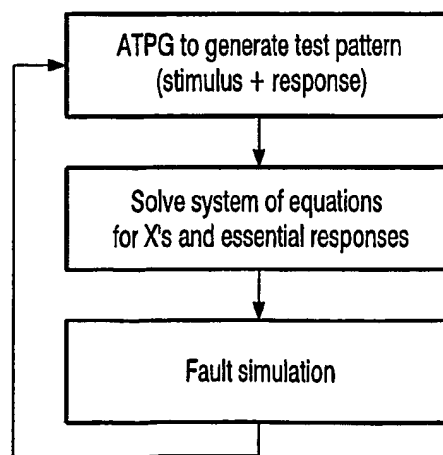 ATPG to generate test pattern
(stimulus + response)
Solve system of equations
for X's and essential responses
Fault simulation